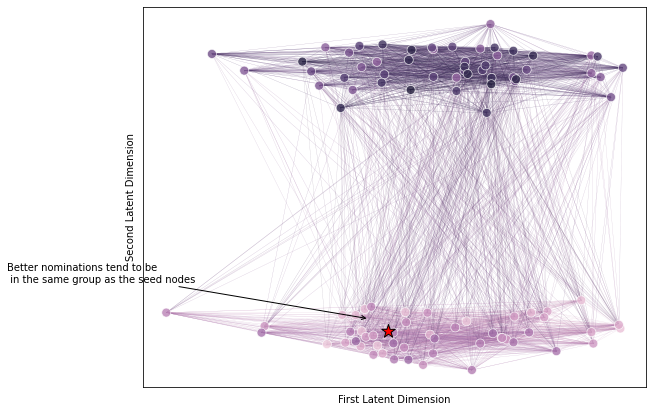 Second Latent Dimension
Better nominations tend to be
in the same group as the seed nodes
First Latent Dimension